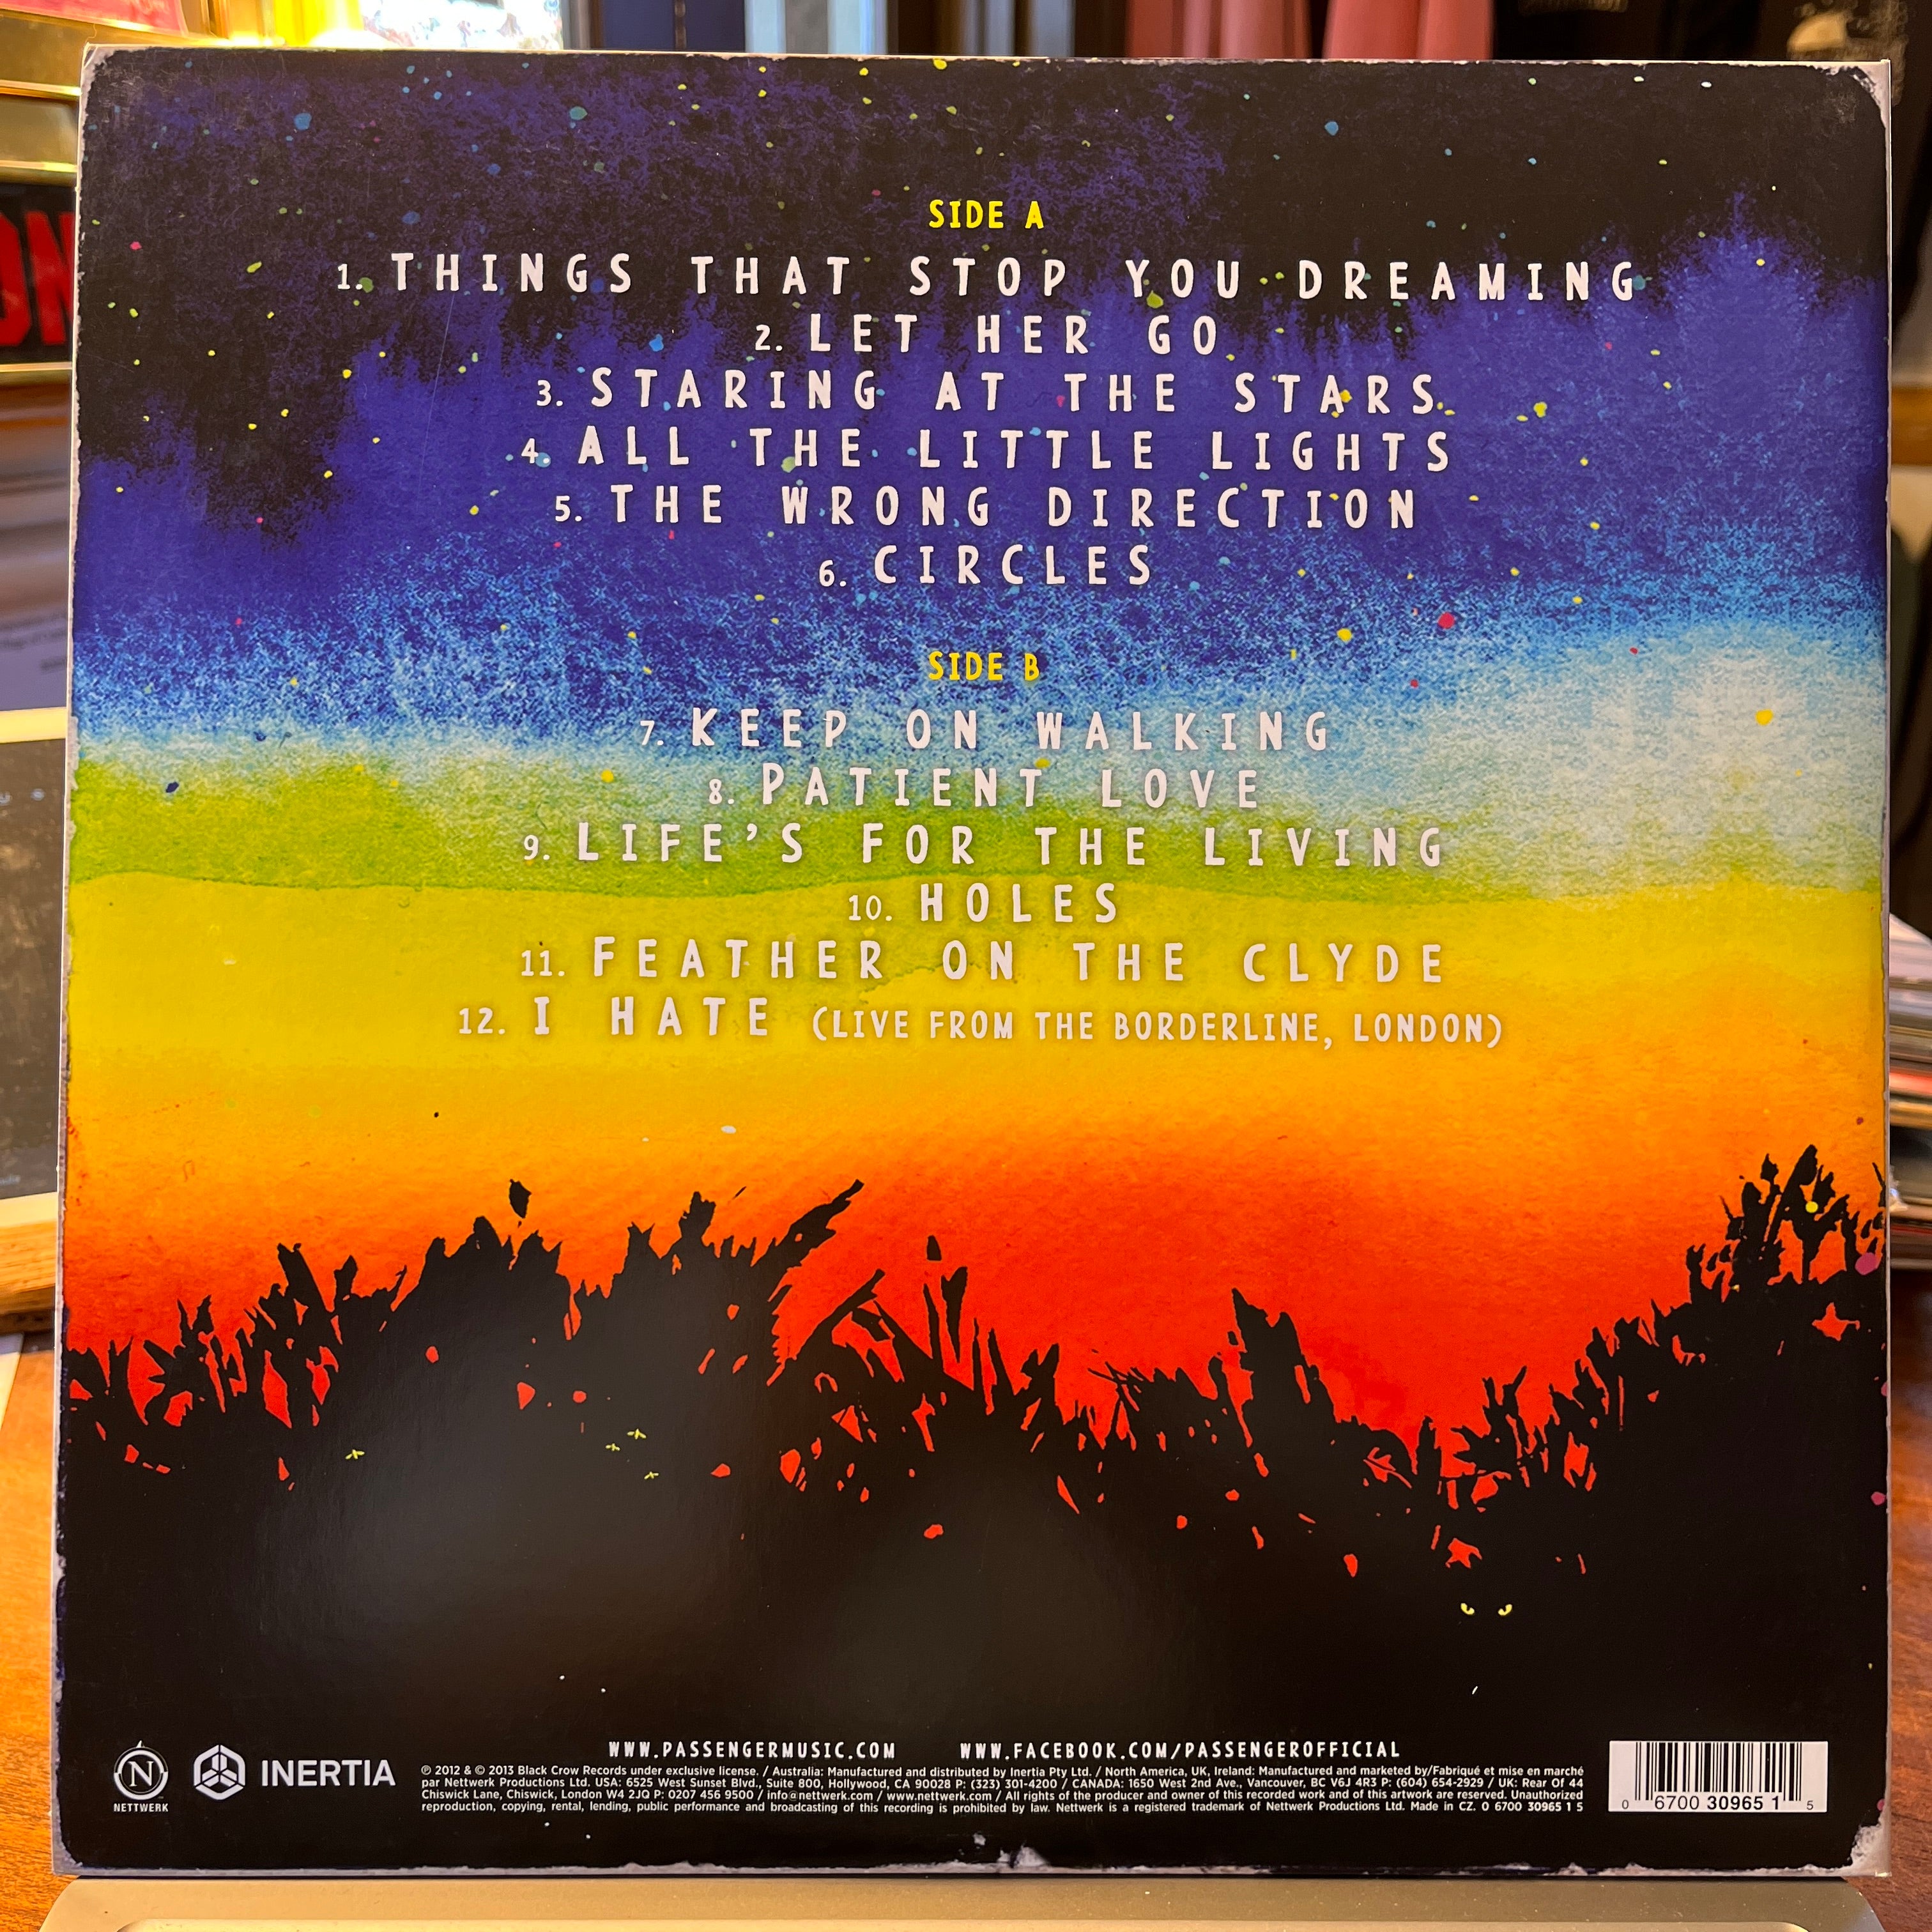 SIDE A
1. THINGS THAT STOP YOU DREAMING
2. LET HER GO
3. STARING AT THE STARS
4. ALL THE LITTLE LIGHTS
5. THE WRONG DIRECTION
6. CIRCLES
SIDE B
7. KEEP ON WALKING
8. PATIENT LOVE
9. LIFE'S FOR THE LIVING
10. HOLES
11. FEATHER ON THE CLYDE
12. I HATE (LIVE FROM THE BORDERLINE, LONDON)
WWW.PASSENGERMUSIC.COM WWW.FACEBOOK.COM/PASSENGEROFFICIAL
N
NETTWERK
INERTIA
℗ 2012 & © 2013 Black Crow Records under exclusive license. / Australia: Manufactured and distributed by Inertia Pty Ltd. / North America, UK, Ireland: Manufactured and marketed by/Fabriqué et mise en marché
par Nettwerk Productions Ltd. USA: 6525 West Sunset Blvd., Suite 800, Hollywood, CA 90028 P: (323) 301-4200 / CANADA: 1650 West 2nd Ave., Vancouver, BC V6J 4R3 P: (604) 654-2929 / UK: Rear Of 44
Chiswick Lane, Chiswick, London W4 2JQ P: 0207 456 9500 / info@nettwerk.com / www.nettwerk.com / All rights of the producer and owner of this recorded work and of this artwork are reserved. Unauthorized
reproduction, copying, rental, lending, public performance and broadcasting of this recording is prohibited by law. Nettwerk is a registered trademark of Nettwerk Productions Ltd. Made in CZ. 0 6700 30965 1 5
0 6700 30965 1 5
ON